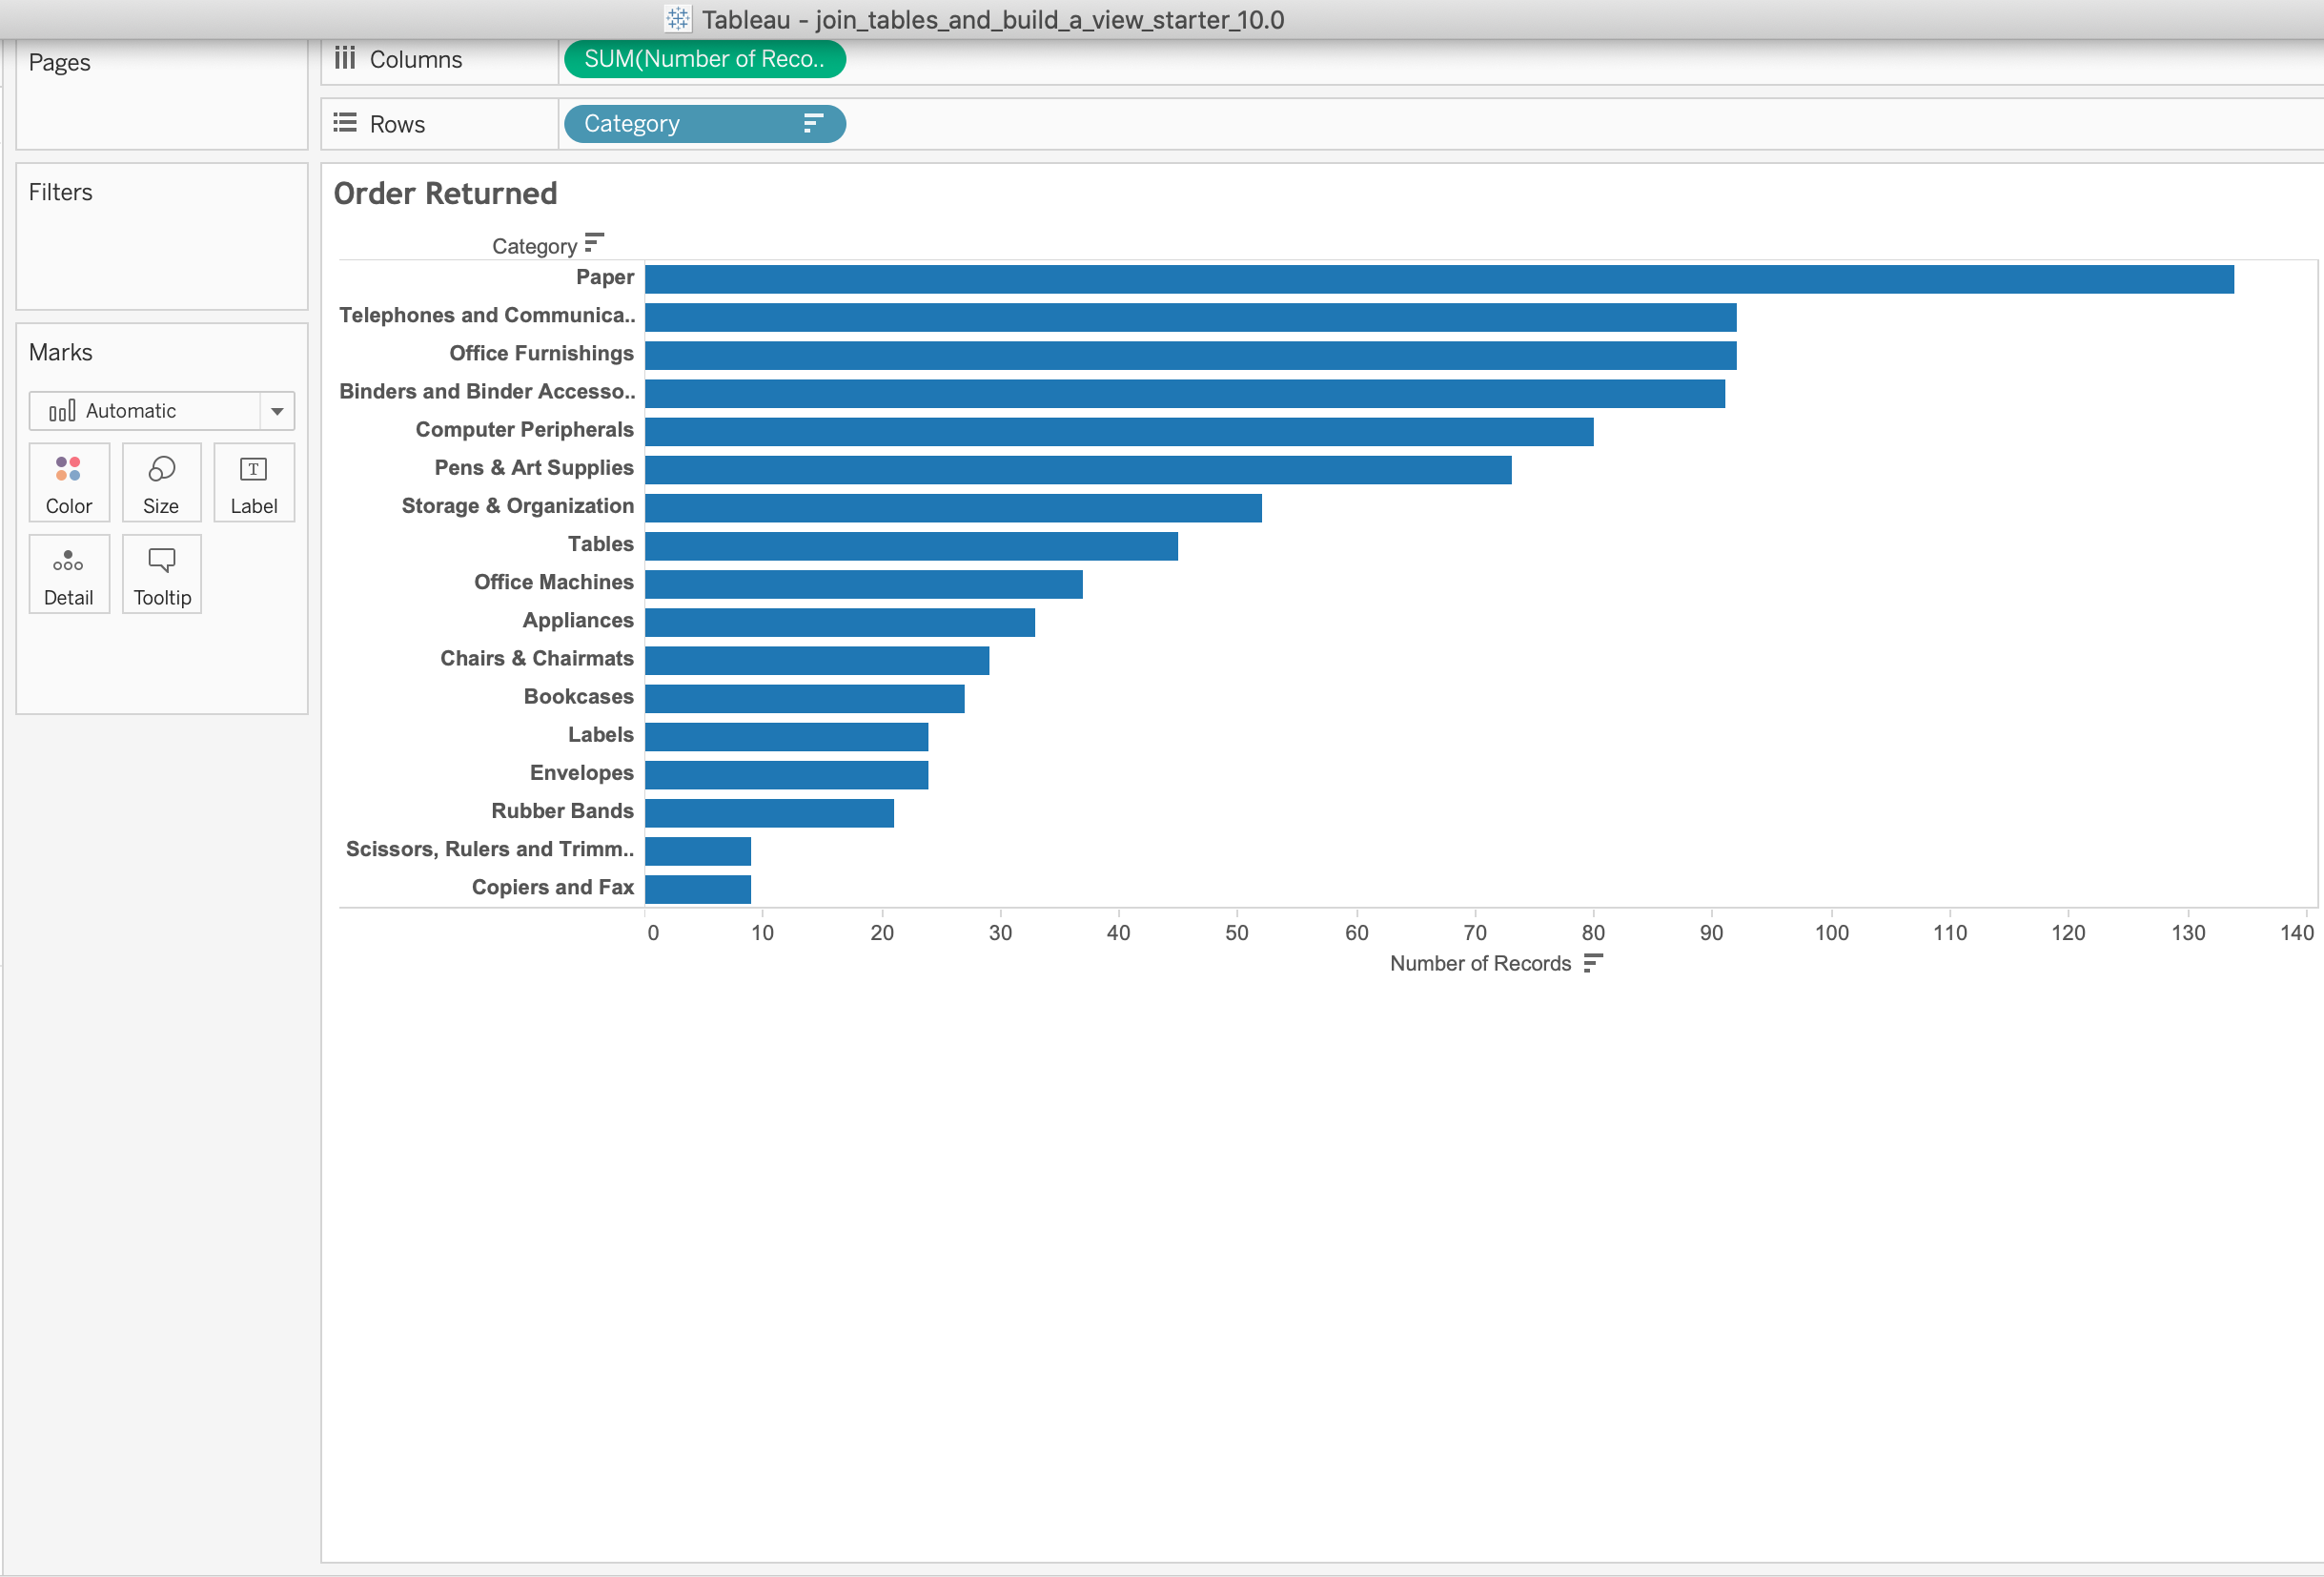 Tableau - join_tables_and_build_a_view_starter_10.0
Pages
Columns
SUM(Number of Reco..
Rows
Category
Filters
Marks
Automatic
Color
Size
T
Label
Detail
Tooltip
Order Returned
Category
Paper
Telephones and Communica..
Office Furnishings
Binders and Binder Accesso..
Computer Peripherals
Pens & Art Supplies
Storage & Organization
Tables
Office Machines
Appliances
Chairs & Chairmats
Bookcases
Labels
Envelopes
Rubber Bands
Scissors, Rulers and Trimm..
Copiers and Fax
0 10 20 30 40 50 60 70 80 90 100 110 120 130 140
Number of Records